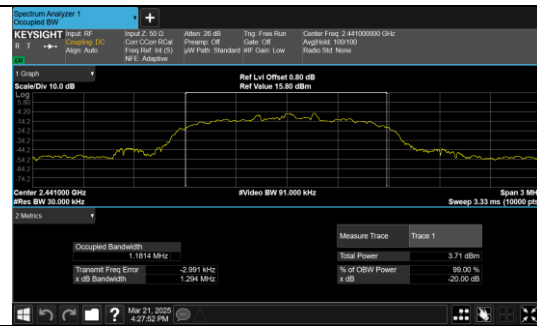 Spectrum Analyzer 1
Occupied BW
+
KEYSIGHT Input: RF Input Z: 50 Ω Atten: 26 dB Trig: Free Run Center Freq: 2.441000000 GHz
R T Coupling: DC Corr CCorr RCal Preamp: Off Gate: Off Avg|Hold: 100/100
Align: Auto Freq Ref: Int (S) µW Path: Standard #IF Gain: Low Radio Std: None
NFE: Adaptive
1 Graph
Ref Lvl Offset 0.80 dB
Scale/Div 10.0 dB Ref Value 15.80 dBm
Log
5.80
-4.20
-14.2
-24.2
-34.2
-44.2
-54.2
-64.2
-74.2
Center 2.441000 GHz #Video BW 91.000 kHz Span 3 MH
#Res BW 30.000 kHz Sweep 3.33 ms (10000 pts
2 Metrics
Measure Trace Trace 1
Occupied Bandwidth
1.1814 MHz Total Power 3.71 dBm
Transmit Freq Error -2.991 kHz % of OBW Power 99.00 %
x dB Bandwidth 1.294 MHz x dB -20.00 dB
? Mar 21, 2025
4:27:52 PM